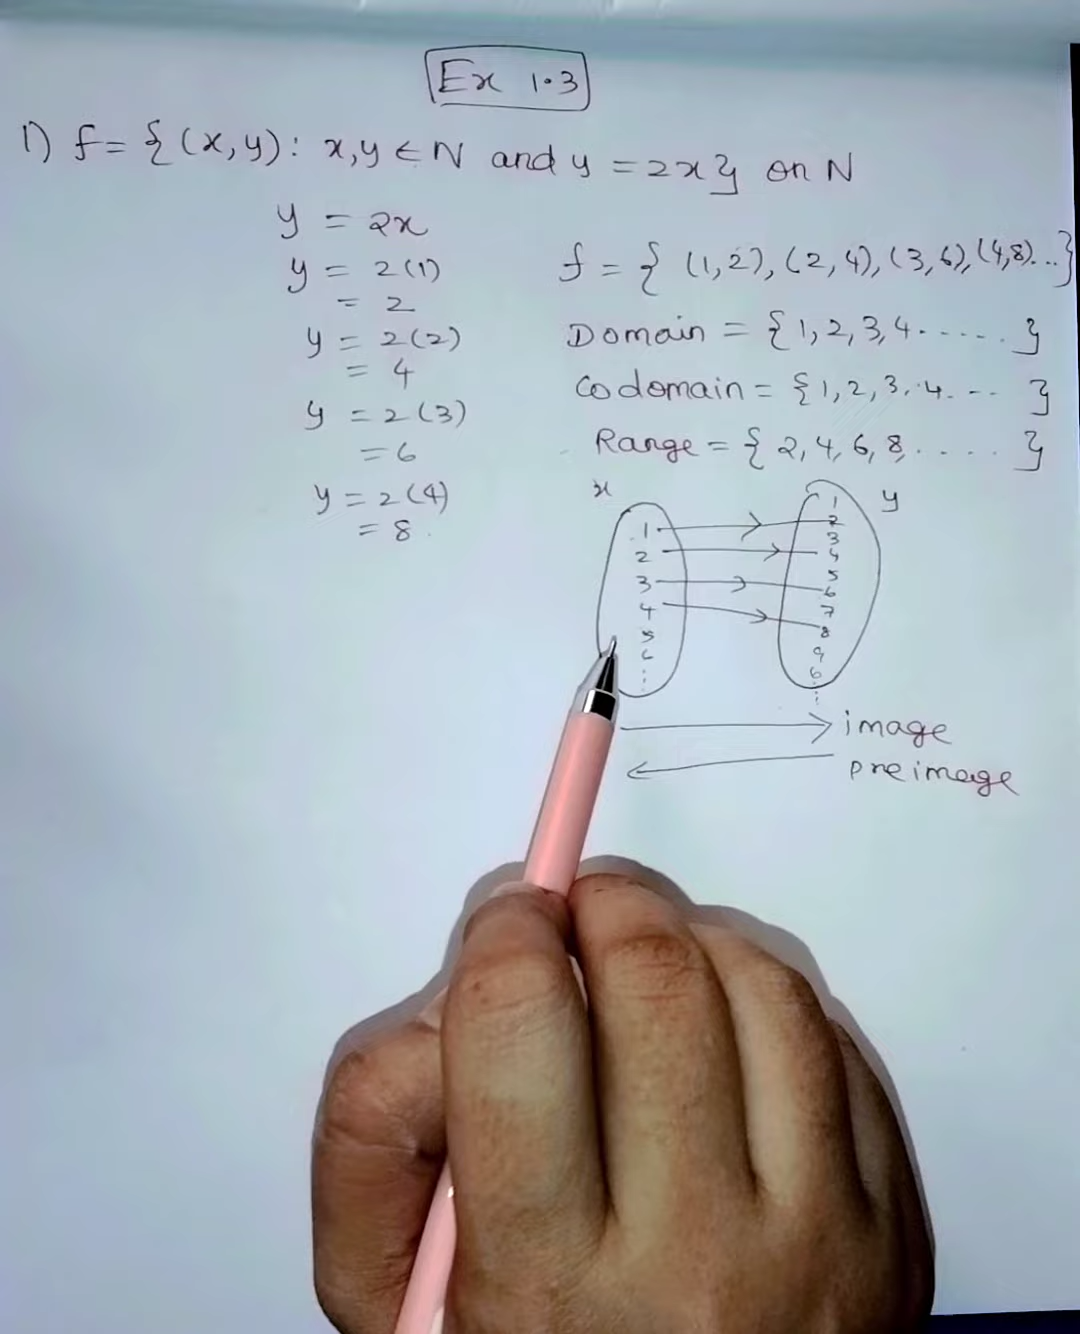 Ex 1.3
1) f = { (x, y) : x, y ∈ N and y = 2x } on N
y = 2x
y = 2(1)
= 2
y = 2(2)
= 4
y = 2(3)
= 6
y = 2(4)
= 8
f = { (1,2), (2,4), (3,6), (4,8)... }
Domain = { 1, 2, 3, 4 ..... }
Codomain = { 1, 2, 3, 4. -- }
Range = { 2, 4, 6, 8, ..... }
x
y
1
2
3
4
5
6
⋮
1
2
3
4
5
6
7
8
9
⋮
image
preimage